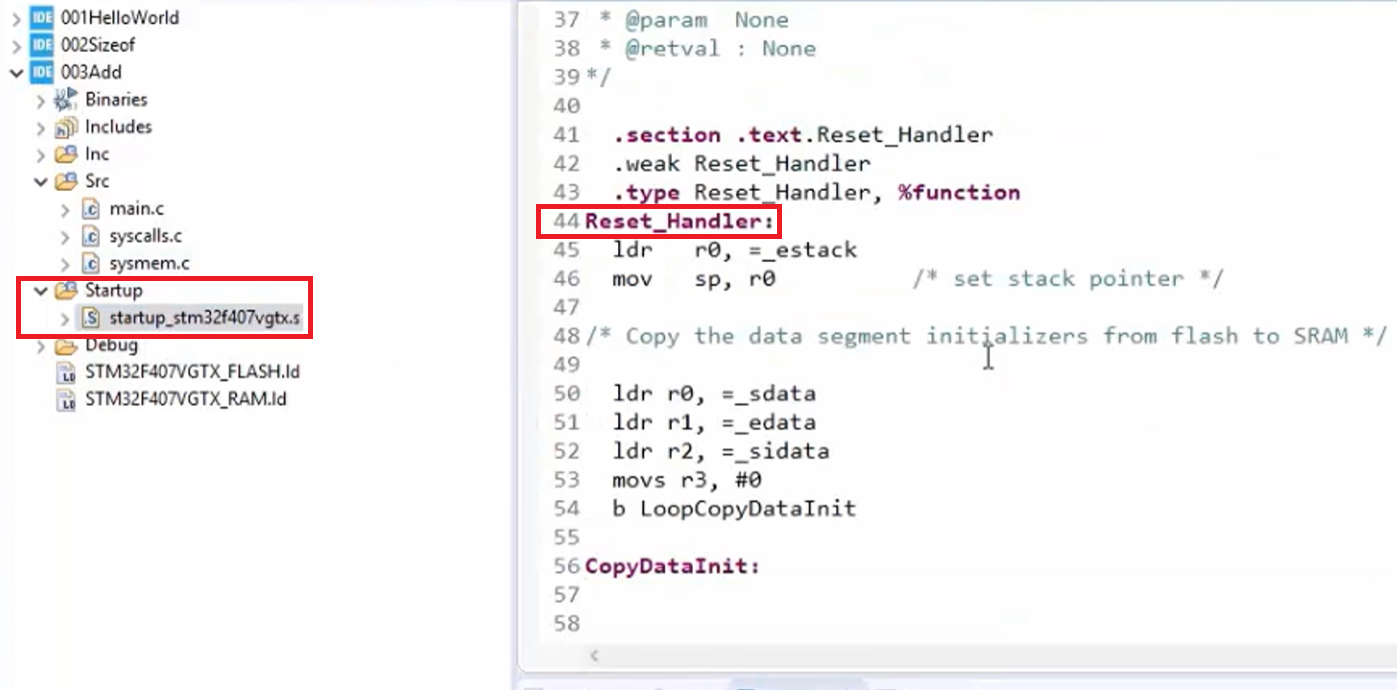 IDE 001HelloWorld
IDE 002Sizeof
IDE 003Add
Binaries
Includes
Inc
Src
main.c
syscalls.c
sysmem.c
Startup
startup_stm32f407vgtx.s
Debug
STM32F407VGTX_FLASH.ld
STM32F407VGTX_RAM.ld
37 * @param None
38 * @retval : None
39 */
40
41 .section .text.Reset_Handler
42 .weak Reset_Handler
43 .type Reset_Handler, %function
44 Reset_Handler:
45 ldr r0, =_estack
46 mov sp, r0 /* set stack pointer */
47
48 /* Copy the data segment initializers from flash to SRAM */
49
50 ldr r0, =_sdata
51 ldr r1, =_edata
52 ldr r2, =_sidata
53 movs r3, #0
54 b LoopCopyDataInit
55
56 CopyDataInit:
57
58